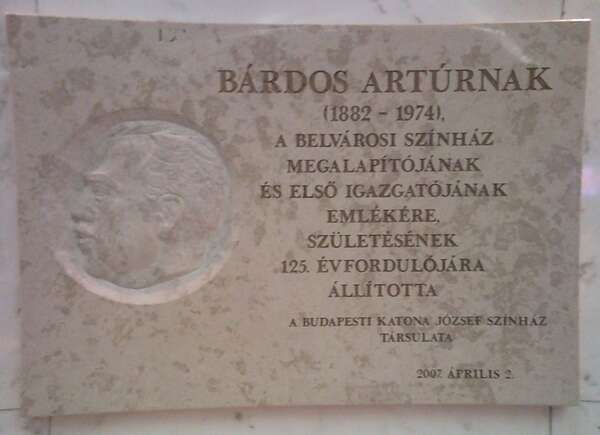 BÁRDOS ARTÚRNAK
(1882 - 1974),
A BELVÁROSI SZÍNHÁZ
MEGALAPÍTÓJÁNAK
ÉS ELSŐ IGAZGATÓJÁNAK
EMLÉKÉRE,
SZÜLETÉSÉNEK
125. ÉVFORDULÓJÁRA
ÁLLÍTOTTA
A BUDAPESTI KATONA JÓZSEF SZÍNHÁZ
TÁRSULATA
2007. ÁPRILIS 2.